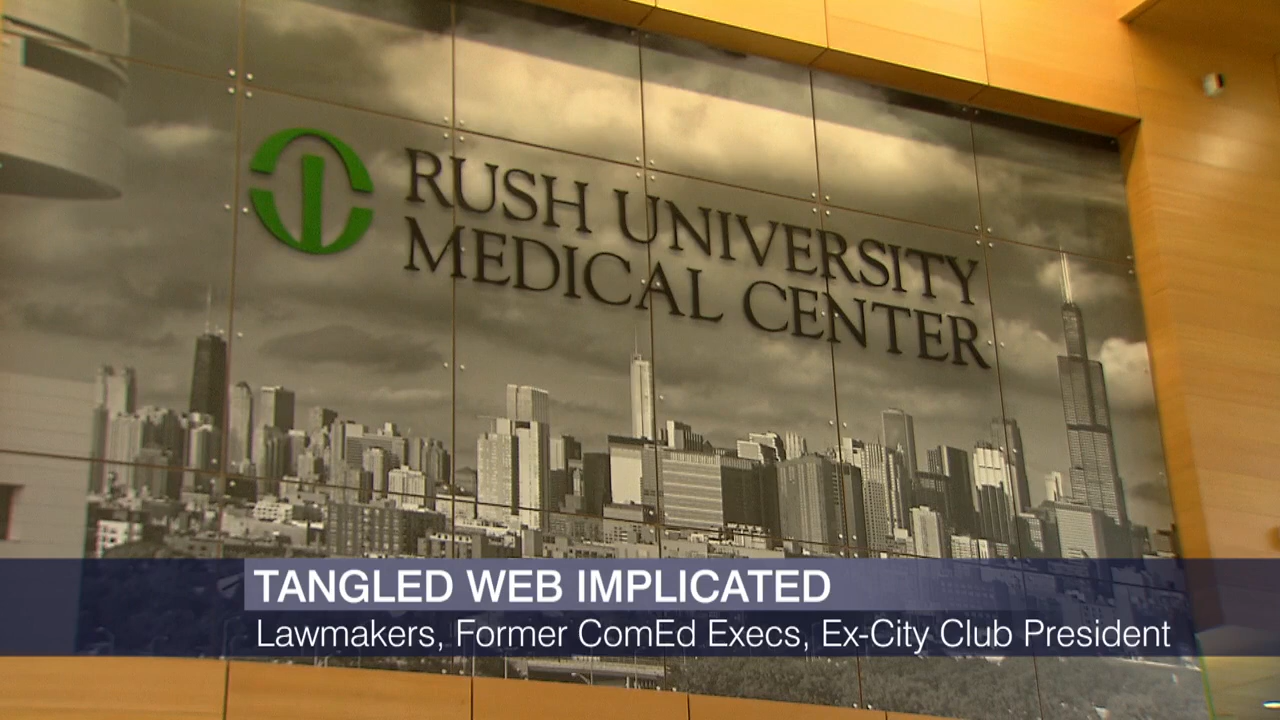 RUSH UNIVERSITY
MEDICAL CENTER
TANGLED WEB IMPLICATED
Lawmakers, Former ComEd Execs, Ex-City Club President